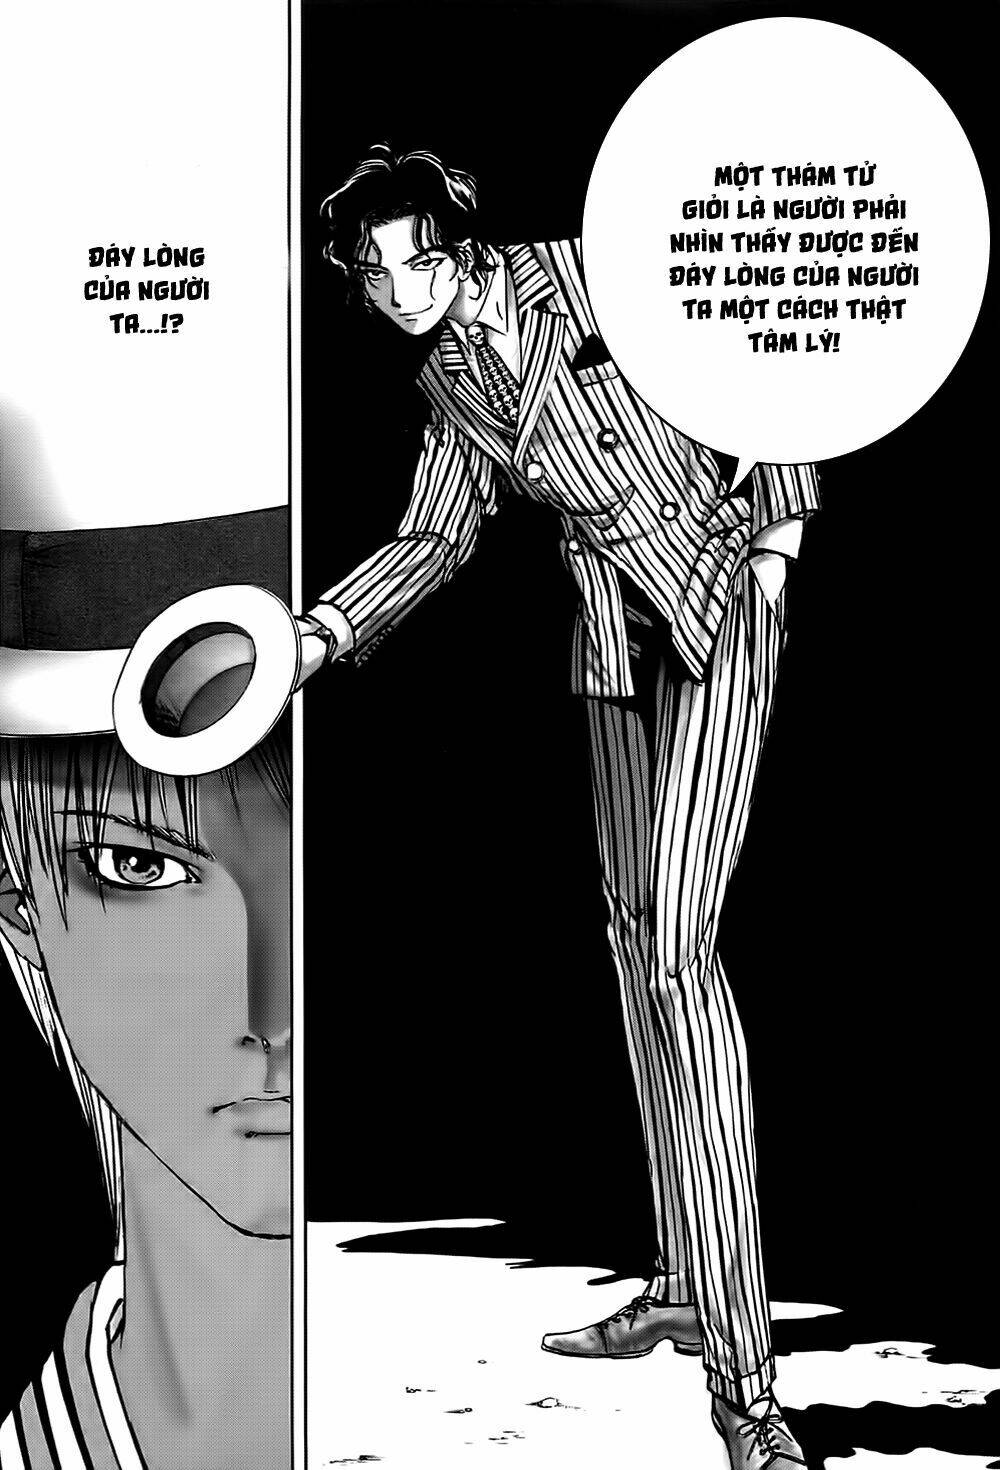 MỘT THÁM TỬ
GIỎI LÀ NGƯỜI PHẢI
NHÌN THẤY ĐƯỢC ĐẾN
ĐÁY LÒNG CỦA NGƯỜI
TA MỘT CÁCH THẬT
TÂM LÝ!
ĐÁY LÒNG
CỦA NGƯỜI
TA...!?